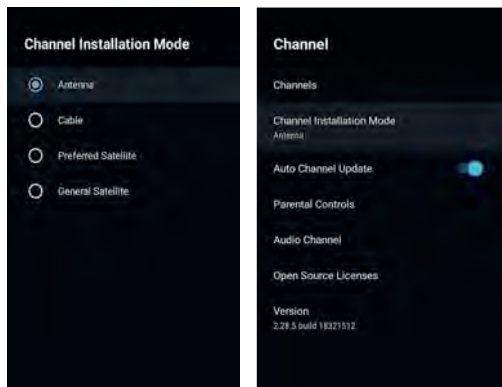 Channel Installation Mode
Antenna
Cable
Preferred Satellite
General Satellite
Channel
Channels
Channel Installation Mode
Antenna
Auto Channel Update
Parental Controls
Audio Channel
Open Source Licenses
Version
2.28.5 build 18321512